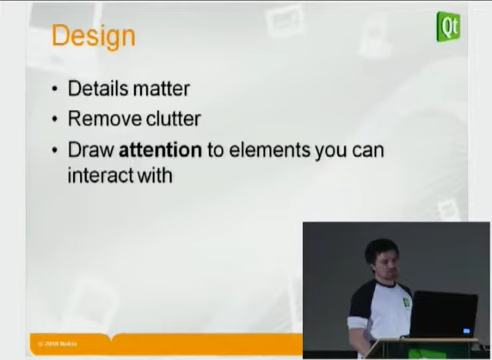 Design
Qt
• Details matter
• Remove clutter
• Draw attention to elements you can
interact with